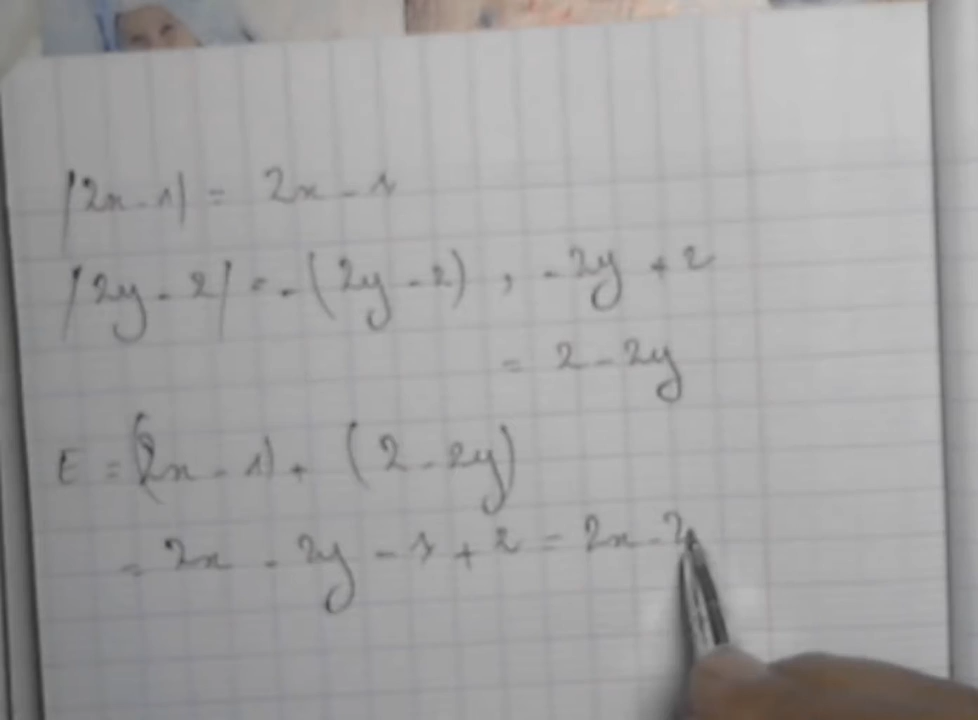 |2x - 1| = 2x - 1
|2y - 2| = -(2y - 2) , -2y + 2
= 2 - 2y
E = (2x - 1) + (2 - 2y)
= 2x - 2y - 1 + 2 = 2x - 2